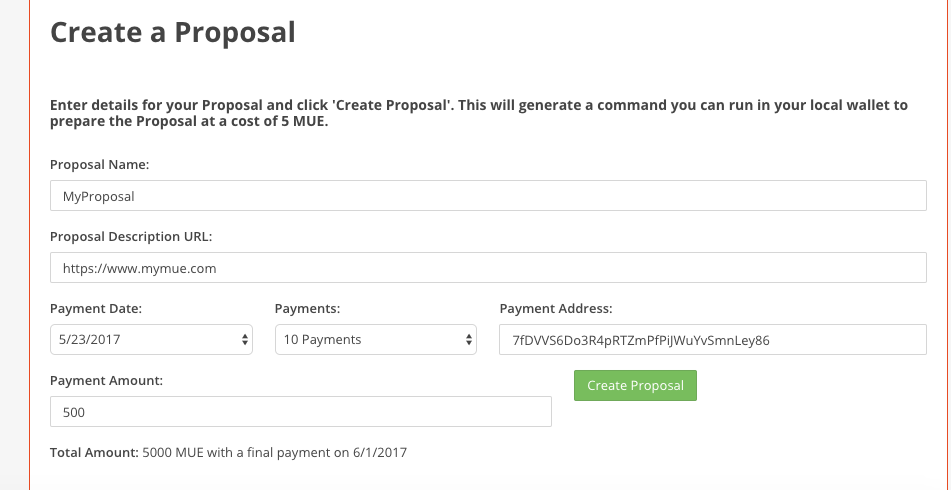 Create a Proposal
Enter details for your Proposal and click 'Create Proposal'. This will generate a command you can run in your local wallet to
prepare the Proposal at a cost of 5 MUE.
Proposal Name:
MyProposal
Proposal Description URL:
https://www.mymue.com
Payment Date: Payments: Payment Address:
5/23/2017 10 Payments 7fDVVS6Do3R4pRTZmPfPiJWuYvSmnLey86
Payment Amount:
Create Proposal
500
Total Amount: 5000 MUE with a final payment on 6/1/2017